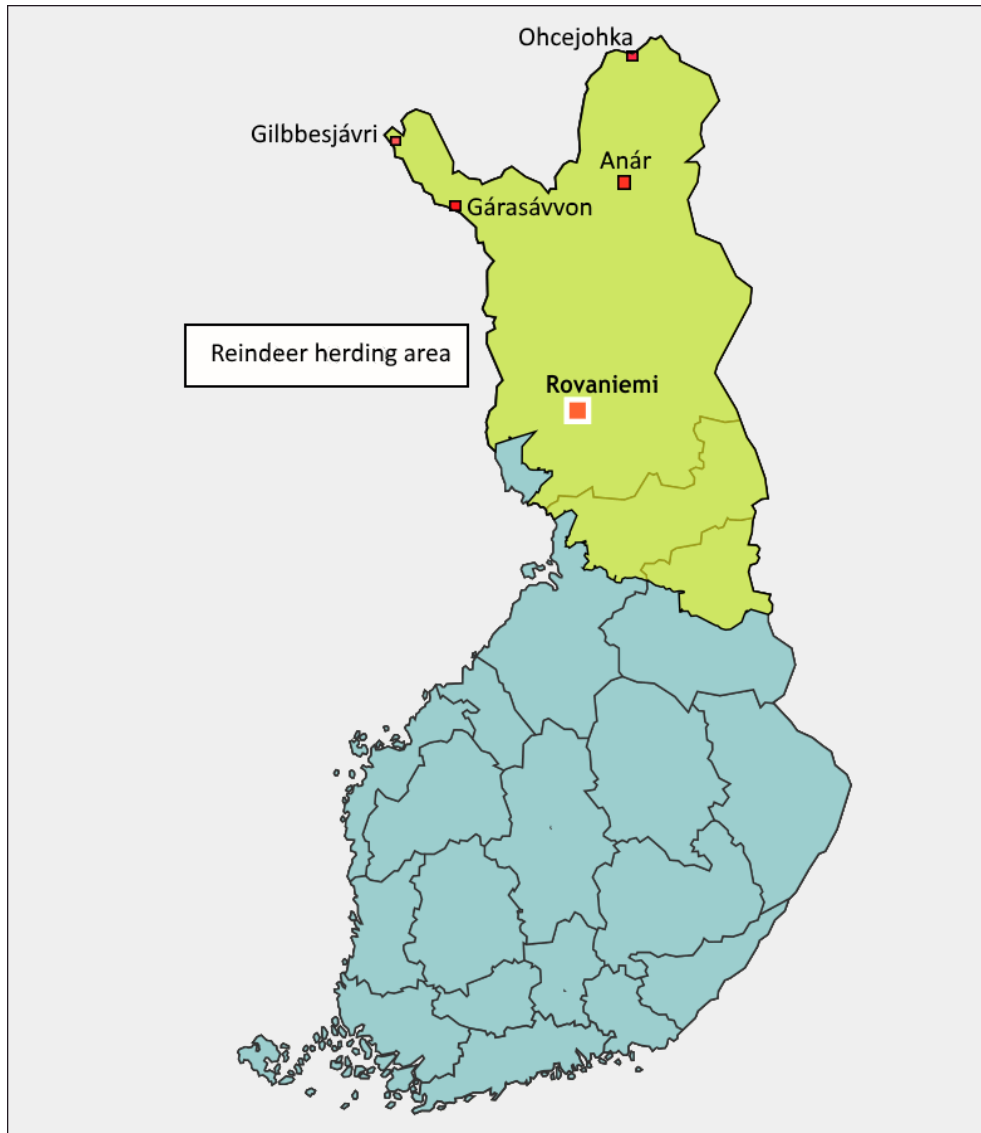 Ohcejohka
Gilbbesjávri
Anár
Gárasávvon
Reindeer herding area
Rovaniemi